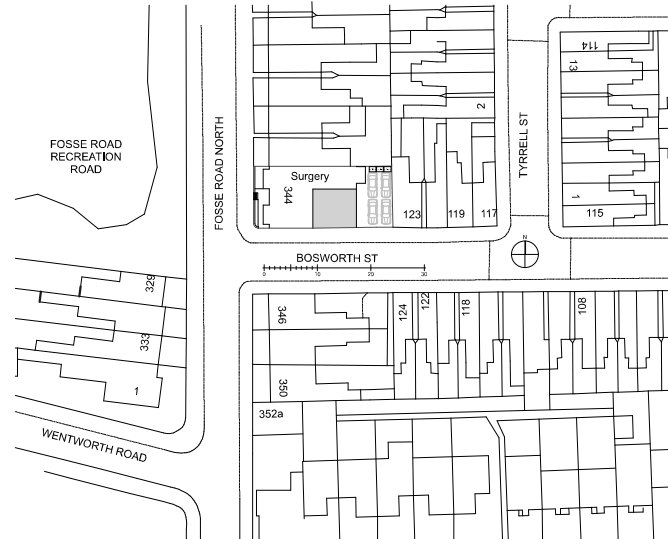 114
13
2
TYRRELL ST
FOSSE ROAD
RECREATION
ROAD
FOSSE ROAD NORTH
Surgery
344
123
119
117
1
115
N
BOSWORTH ST
0
10
20
30
329
333
1
346
350
352a
124
122
118
108
WENTWORTH ROAD